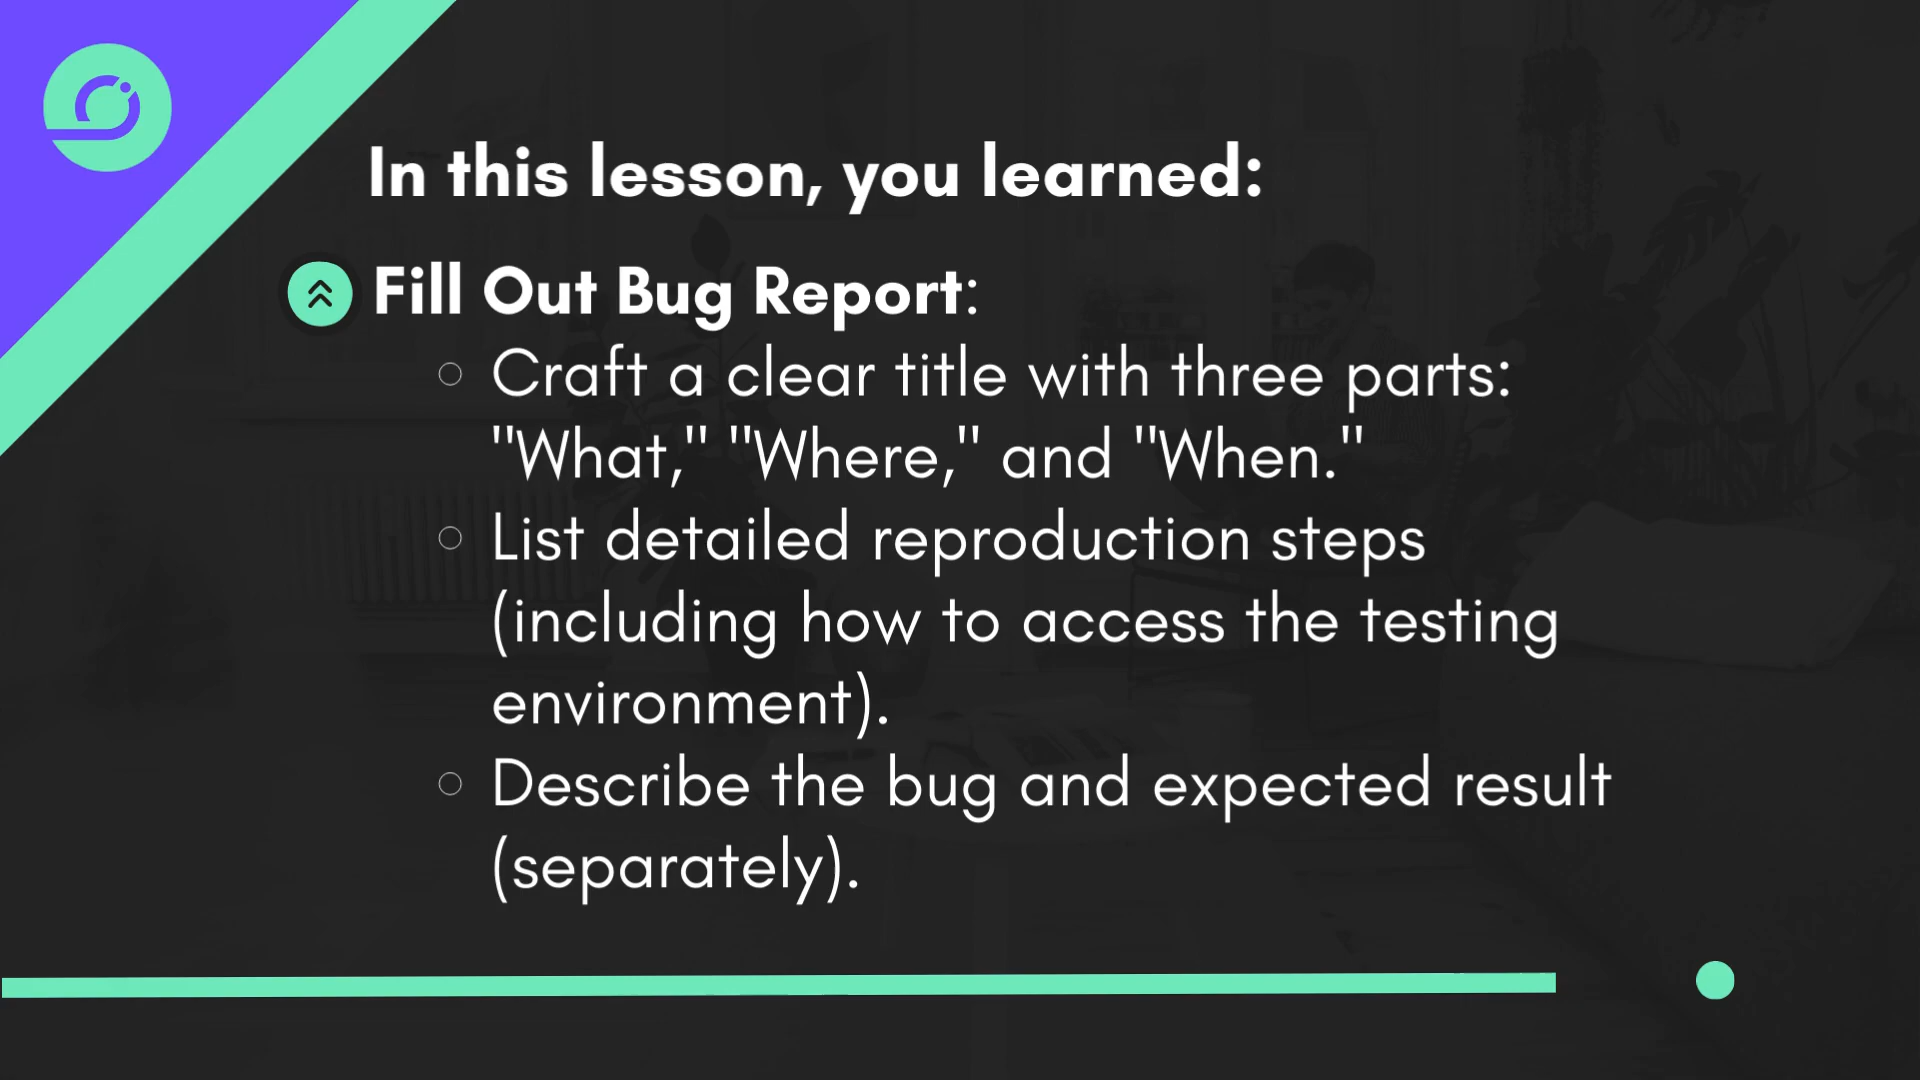 In this lesson, you learned:
Fill Out Bug Report:
Craft a clear title with three parts:
"What," "Where," and "When."
List detailed reproduction steps
(including how to access the testing
environment).
Describe the bug and expected result
(separately).